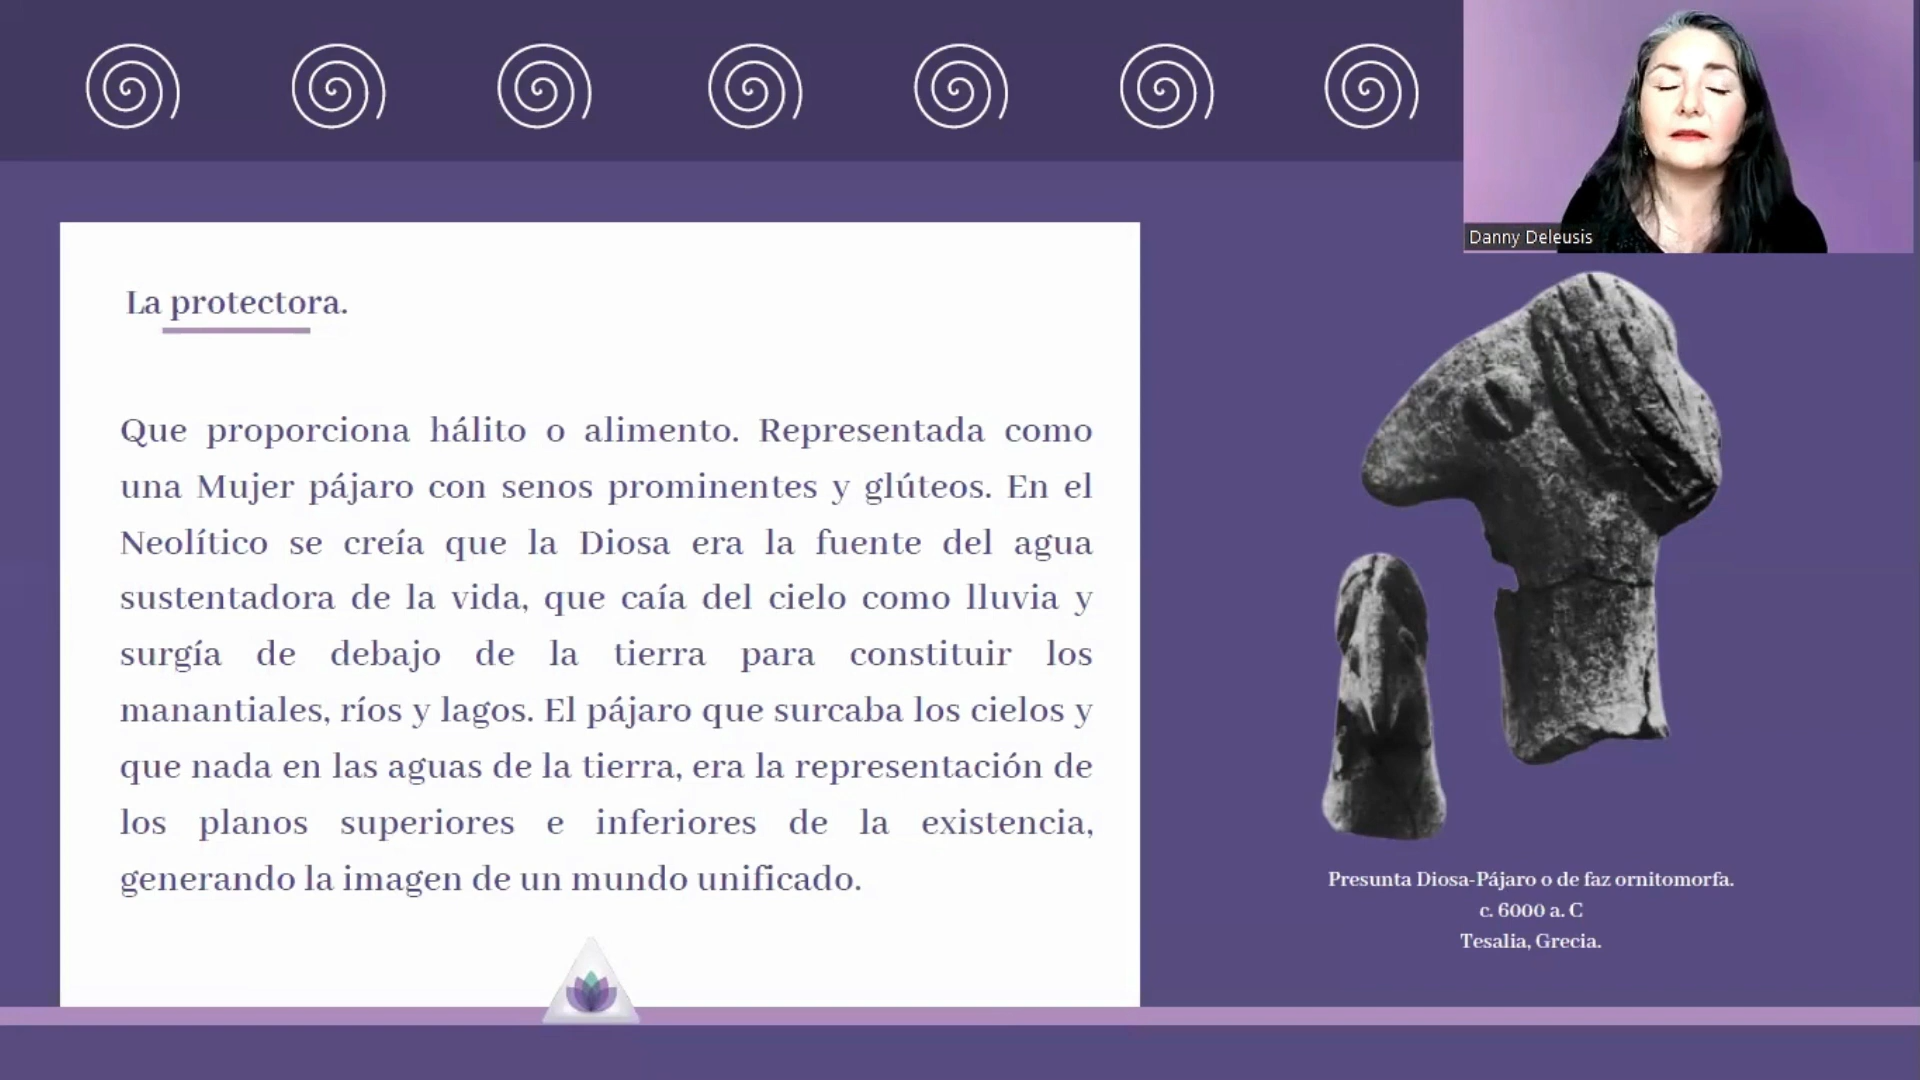 Danny Deleusis
La protectora.
Que proporciona hálito o alimento. Representada como
una Mujer pájaro con senos prominentes y glúteos. En el
Neolítico se creía que la Diosa era la fuente del agua
sustentadora de la vida, que caía del cielo como lluvia y
surgía de debajo de la tierra para constituir los
manantiales, ríos y lagos. El pájaro que surcaba los cielos y
que nada en las aguas de la tierra, era la representación de
los planos superiores e inferiores de la existencia,
generando la imagen de un mundo unificado.
Presunta Diosa-Pájaro o de faz ornitomorfa.
c. 6000 a. C
Tesalia, Grecia.